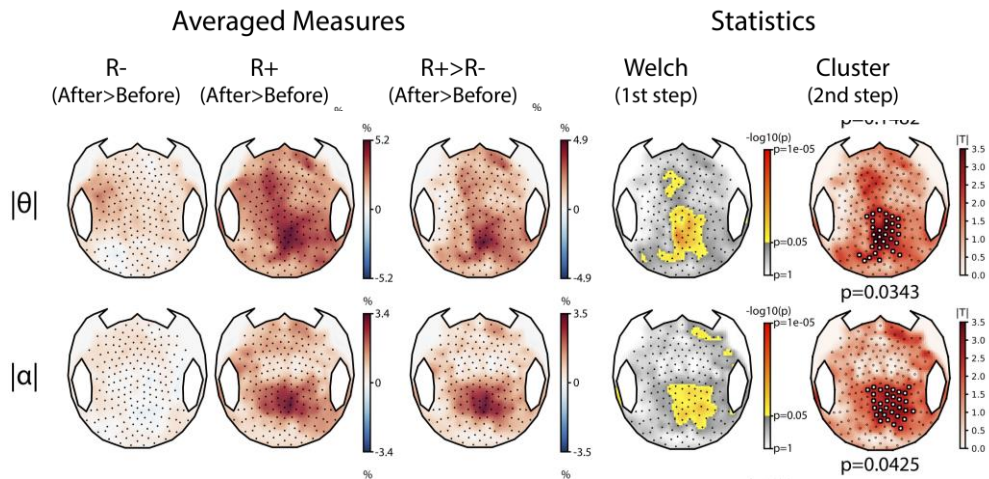 Averaged Measures Statistics
R- R+ R+>R- Welch Cluster
(After>Before) (After>Before) (After>Before) (1st step) (2nd step)
% %
% % -log10(p) |T|
5.2 4.9 p=1e-05 3.5
3.0
2.5
|θ| 0 0 2.0
1.5
p=0.05 1.0
0.5
-5.2 -4.9 p=1 0.0
p=0.0343
% % -log10(p) |T|
3.4 3.5 p=1e-05 3.5
3.0
2.5
|α| 0 0 2.0
1.5
p=0.05 1.0
0.5
-3.4 -3.5 p=1 0.0
% % p=0.0425